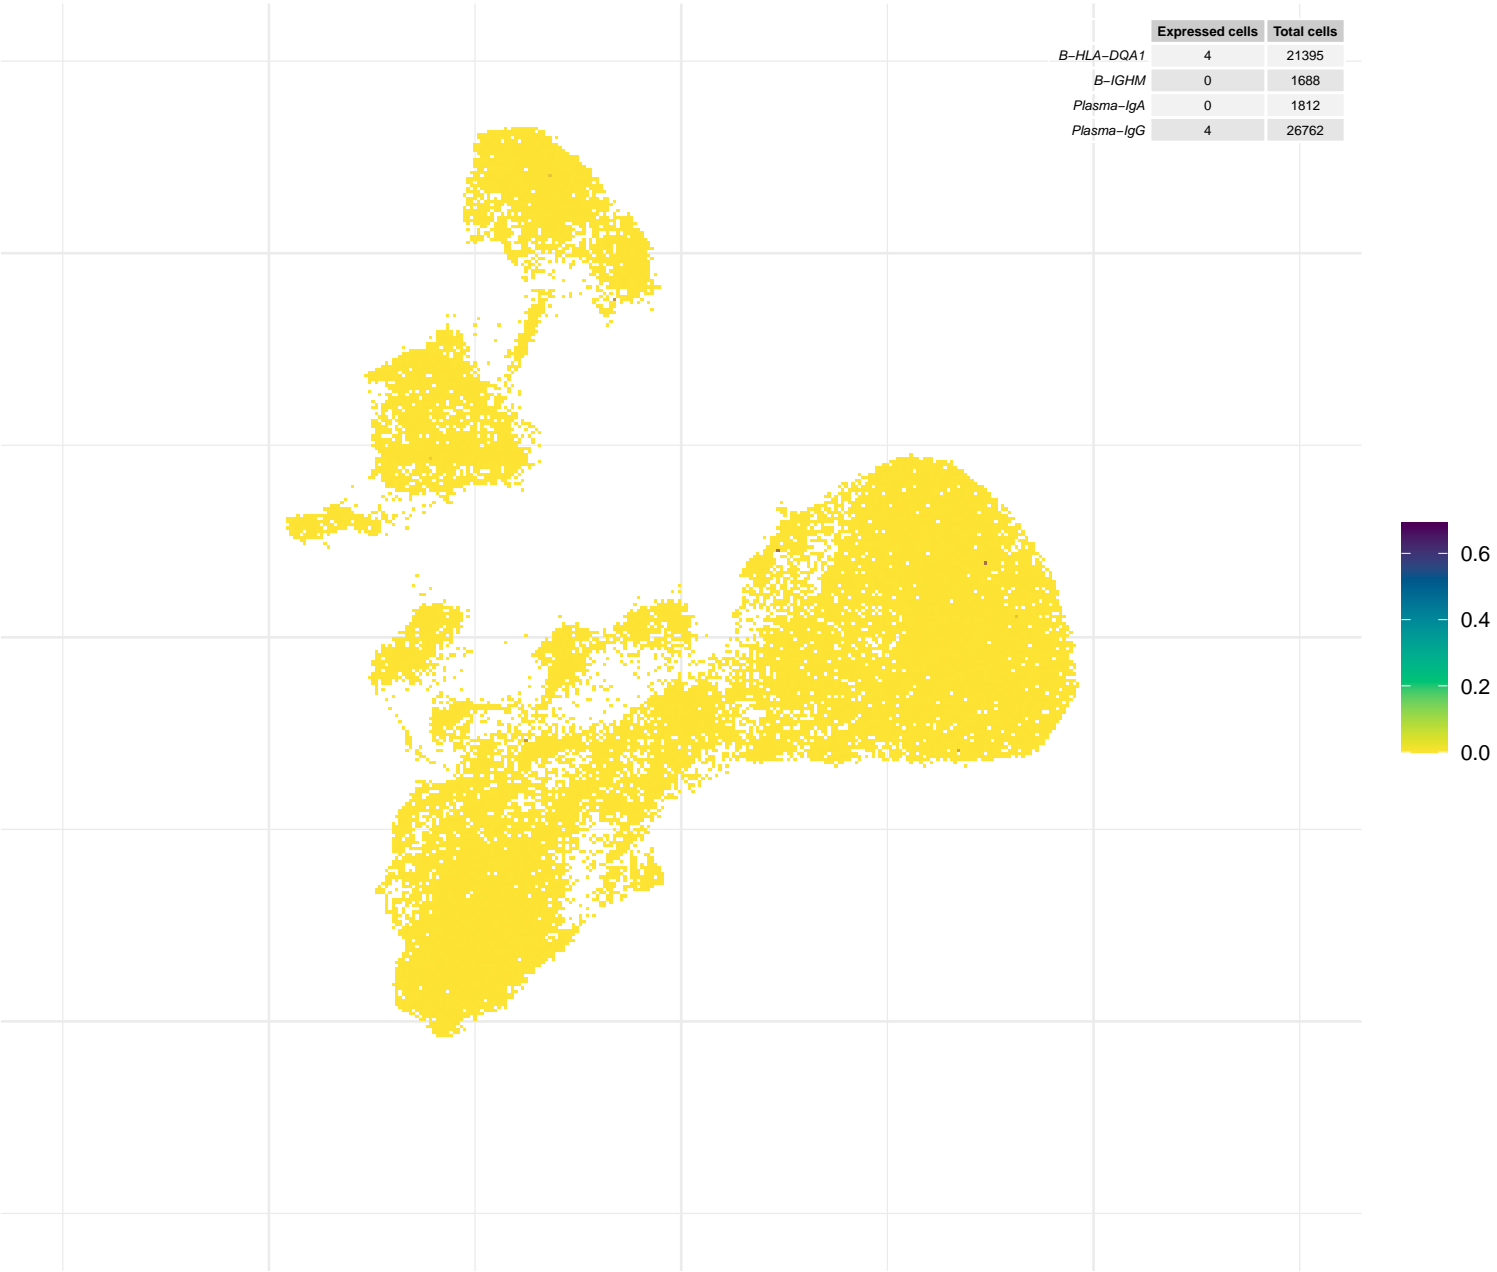 Expressed cells Total cells
B−HLA−DQA1 4 21395
B−IGHM 0 1688
Plasma−IgA 0 1812
Plasma−IgG 4 26762
0.6
0.4
0.2
0.0